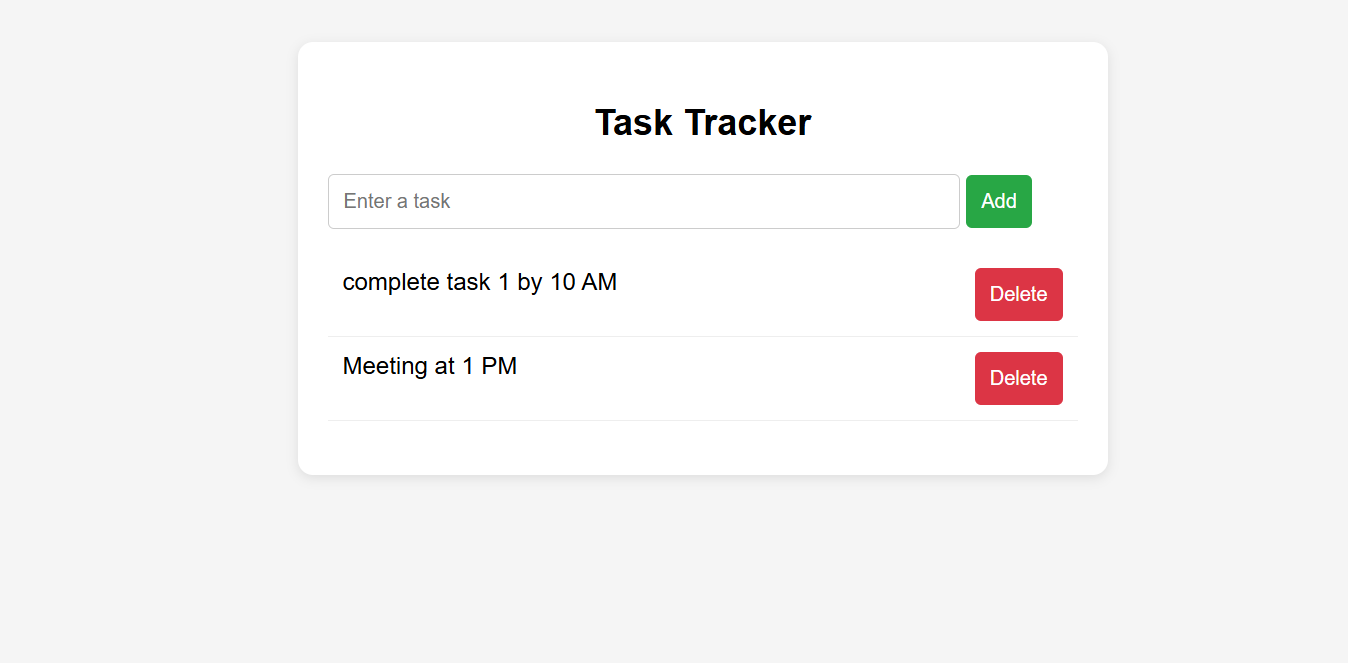 Task Tracker
Enter a task Add
complete task 1 by 10 AM Delete
Meeting at 1 PM Delete